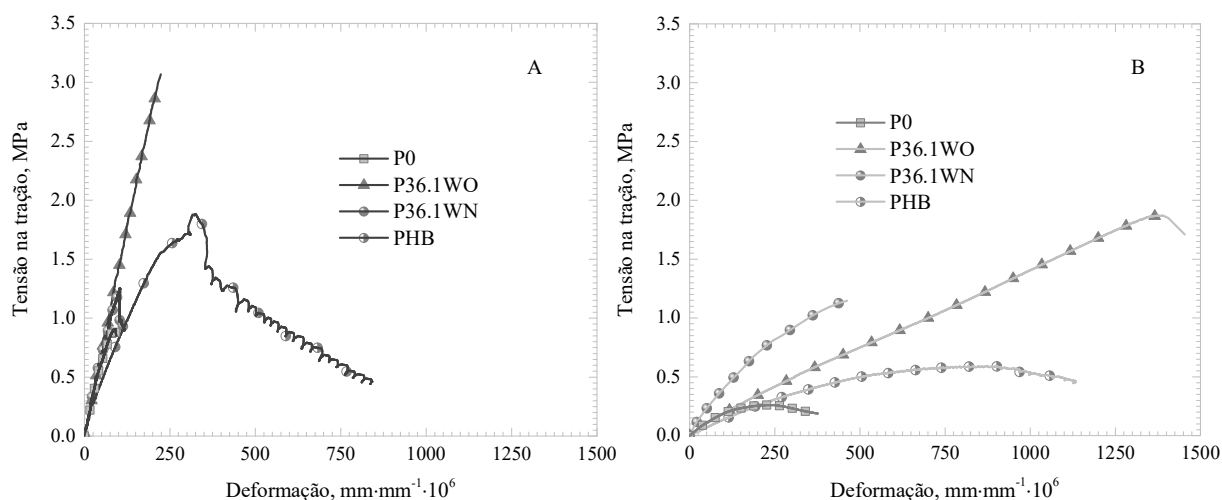 3.5
3.0
2.5
2.0
1.5
1.0
0.5
0.0
0 250 500 750 1000 1250 1500
Tensão na tração, MPa
Deformação, mm·mm⁻¹·10⁶
A
P0
P36.1WO
P36.1WN
PHB
3.5
3.0
2.5
2.0
1.5
1.0
0.5
0.0
0 250 500 750 1000 1250 1500
Tensão na tração, MPa
Deformação, mm·mm⁻¹·10⁶
B
P0
P36.1WO
P36.1WN
PHB